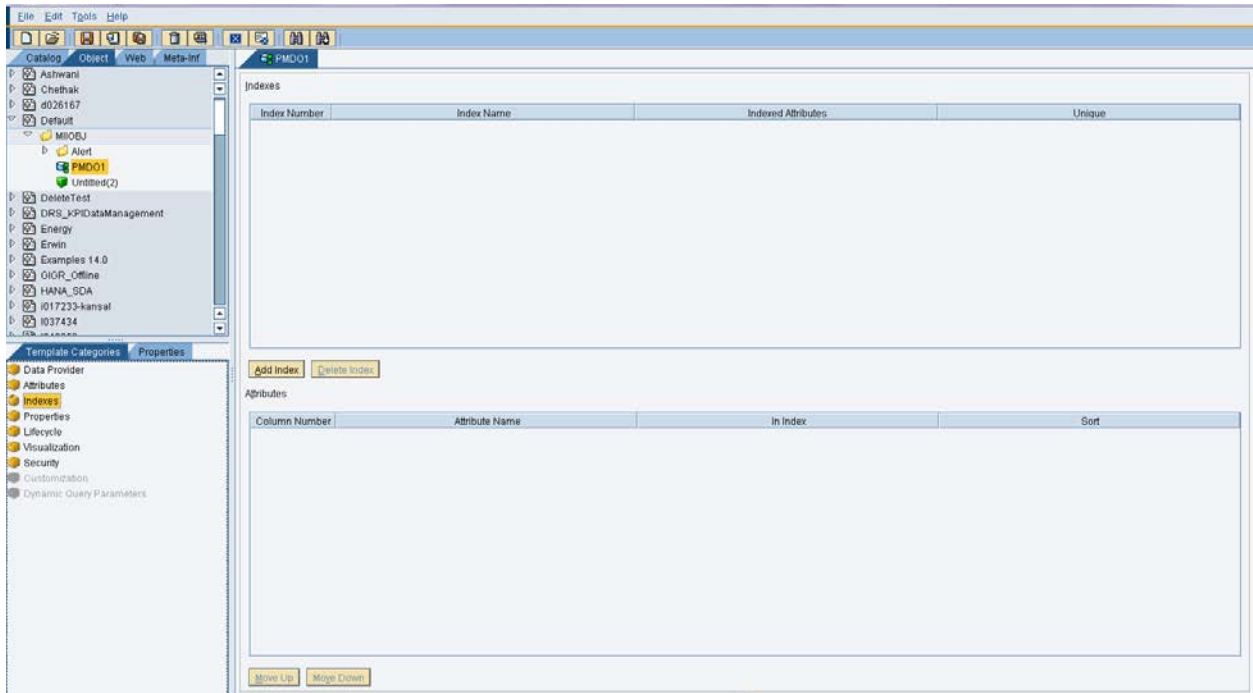 File Edit Tools Help
Catalog Object Web Meta-Inf
Ashwani
Chethak
d026167
Default
MIIOBJ
Alert
PMDO1
Untitled(2)
DeleteTest
DRS_KPIDataManagement
Energy
Erwin
Examples 14.0
GIGR_Offline
HANA_SDA
i017233-kansal
I037434
Template Categories Properties
Data Provider
Attributes
Indexes
Properties
Lifecycle
Visualization
Security
Customization
Dynamic Query Parameters
PMDO1
Indexes
Index Number Index Name Indexed Attributes Unique
Add Index Delete Index
Attributes
Column Number Attribute Name In Index Sort
Move Up Move Down